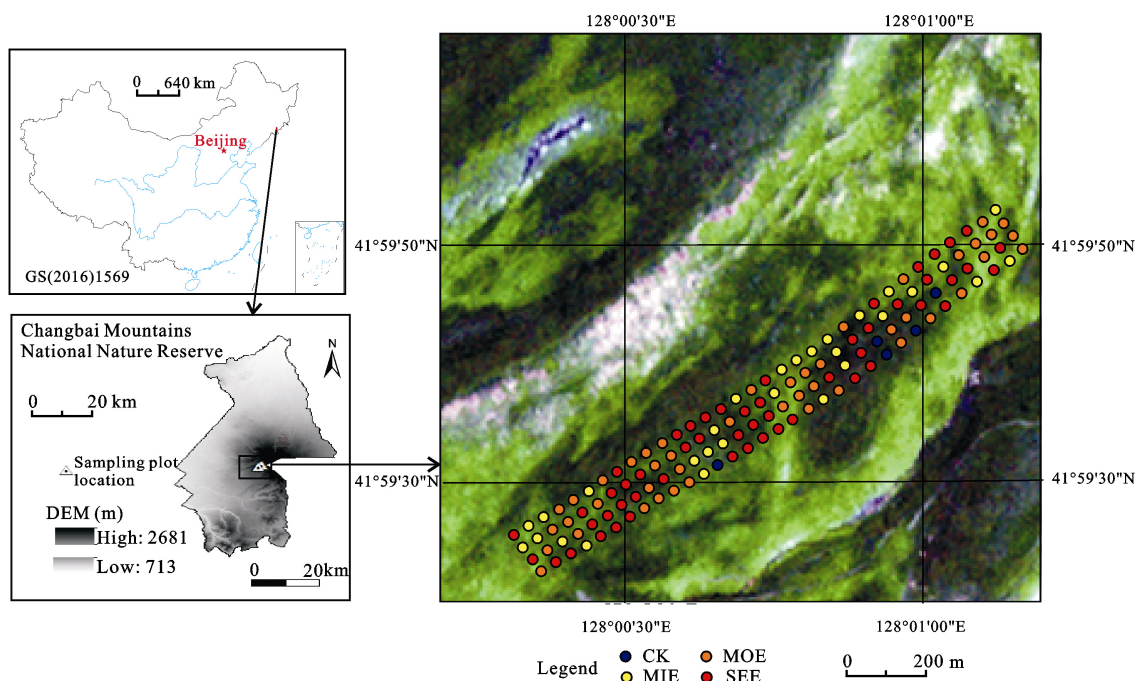 128°00'30"E 128°01'00"E
0 640 km
Beijing
GS(2016)1569
41°59'50"N 41°59'50"N
Changbai Mountains
National Nature Reserve
N
0 20 km
Sampling plot
location
DEM (m)
High: 2681
Low: 713
0 20km
41°59'30"N 41°59'30"N
128°00'30"E 128°01'00"E
Legend
CK MOE
MIE SEE
0 200 m